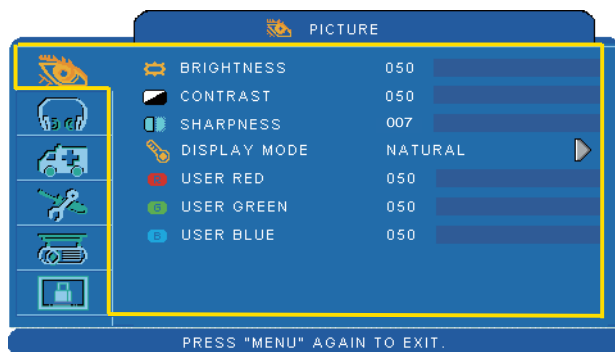 PICTURE
BRIGHTNESS 050
CONTRAST 050
SHARPNESS 007
DISPLAY MODE NATURAL
R USER RED 050
G USER GREEN 050
B USER BLUE 050
PRESS "MENU" AGAIN TO EXIT.